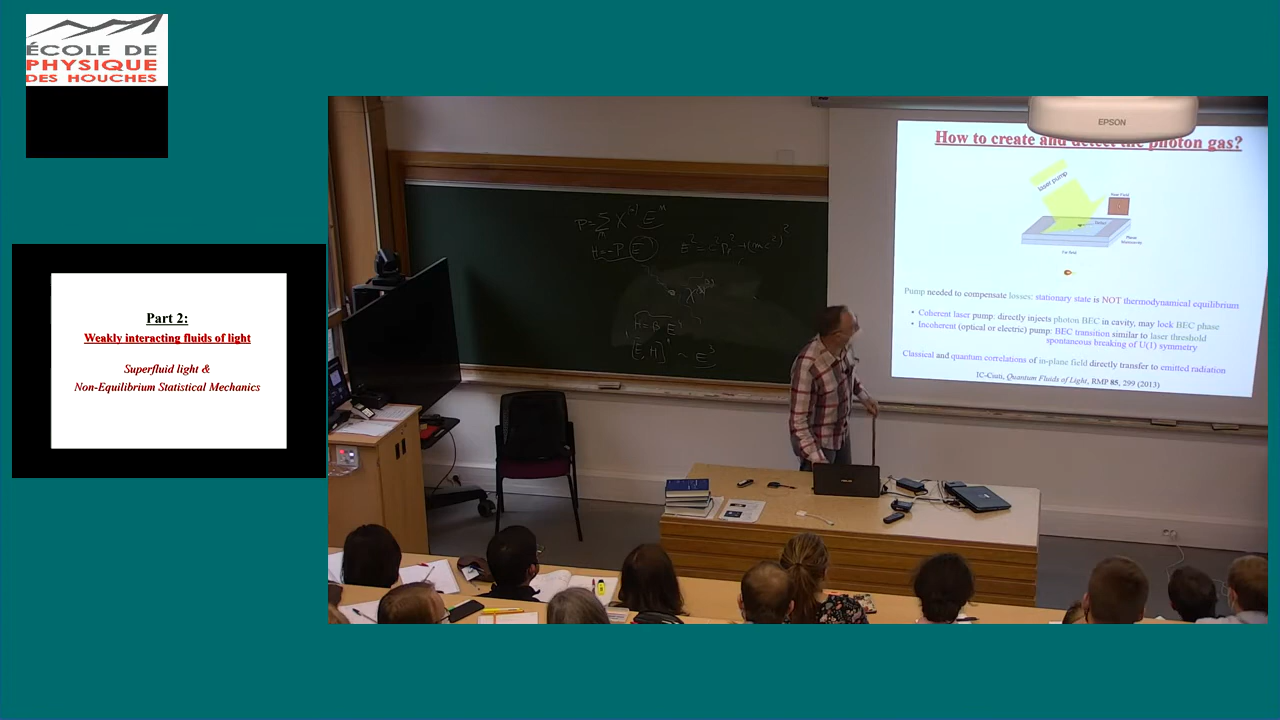 ÉCOLE DE
PHYSIQUE
DES HOUCHES
Part 2:
Weakly interacting fluids of light
Superfluid light &
Non-Equilibrium Statistical Mechanics
EPSON
How to create and detect the photon gas?
laser pump
Pump needed to compensate losses: stationary state is NOT thermodynamical equilibrium
• Coherent laser pump: directly injects photon BEC in cavity, may lock BEC phase
• Incoherent (optical or electric) pump: BEC transition similar to laser threshold
spontaneous breaking of U(1) symmetry
Classical and quantum correlations of in-plane field directly transfer to emitted radiation
IC-Ciuti, Quantum Fluids of Light, RMP 85, 299 (2013)